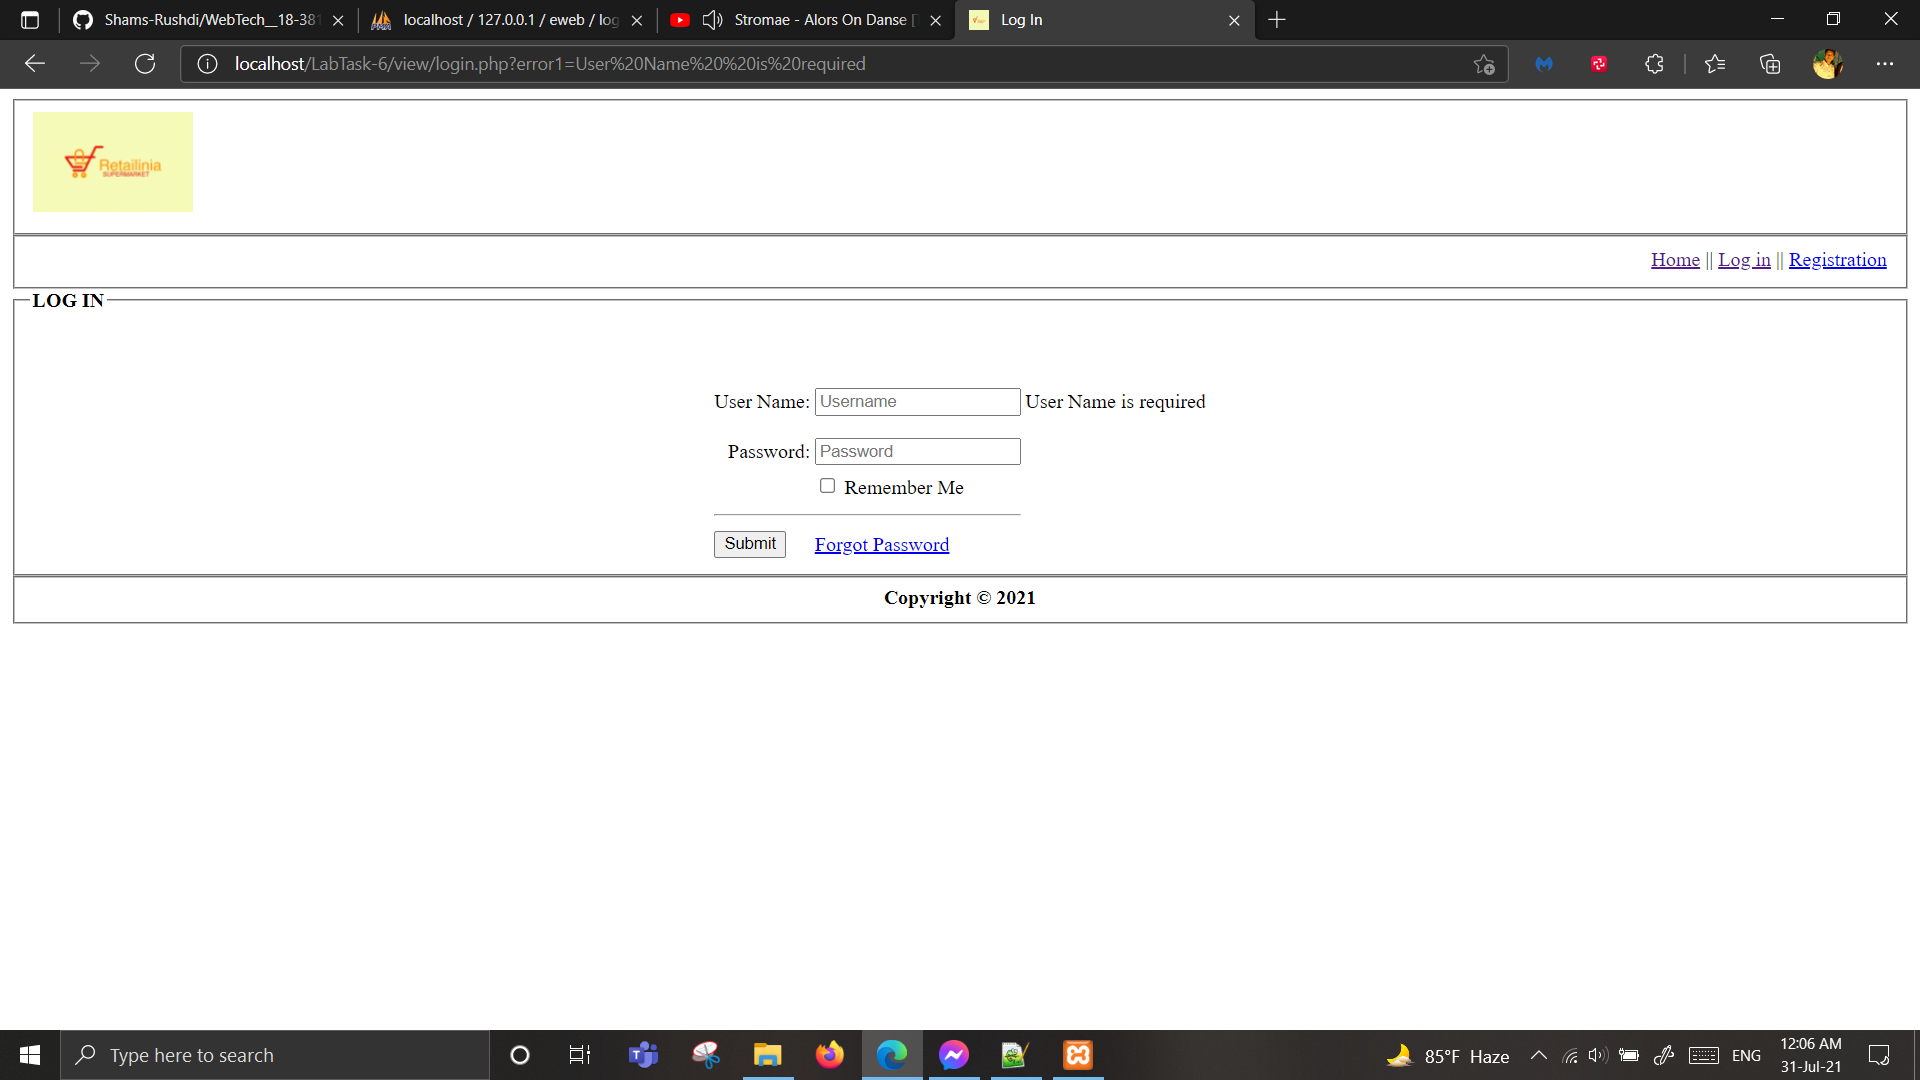 Shams-Rushdi/WebTech__18-381
localhost / 127.0.0.1 / eweb / log
Stromae - Alors On Danse [
Log In
localhost/LabTask-6/view/login.php?error1=User%20Name%20%20is%20required
Retailinia
SUPERMARKET
Home || Log in || Registration
LOG IN
User Name: Username User Name is required
Password: Password
Remember Me
Submit Forgot Password
Copyright © 2021
Type here to search
85°F Haze
ENG
12:06 AM
31-Jul-21